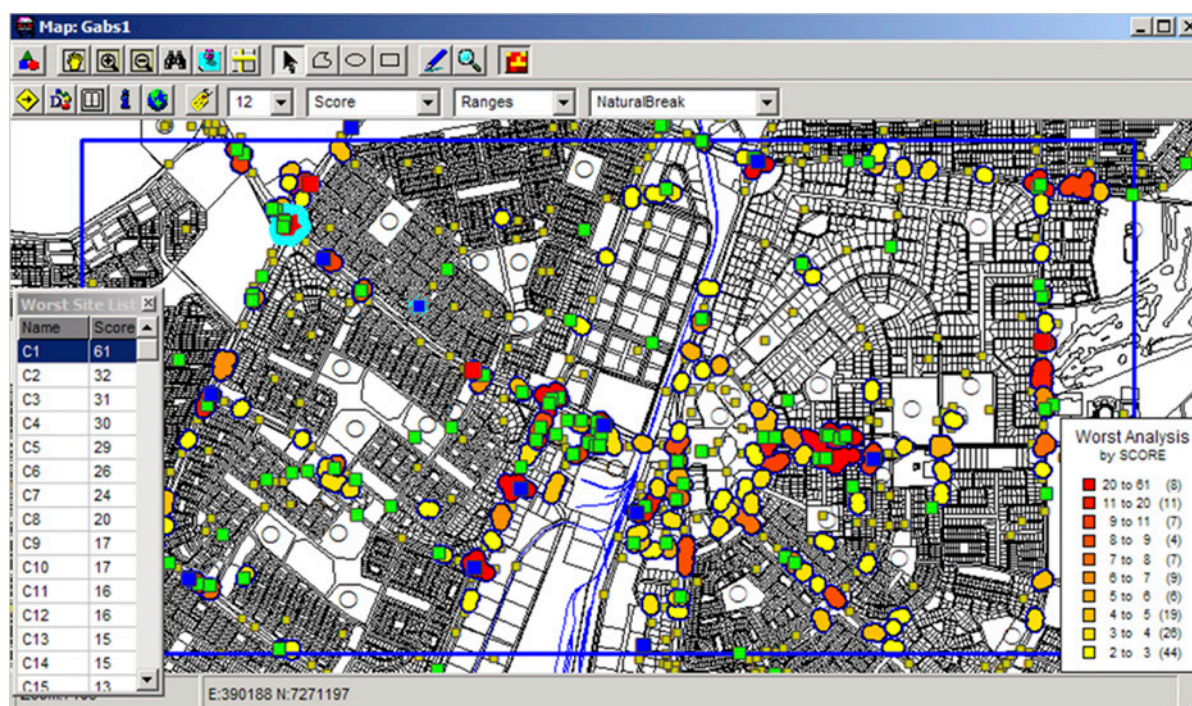 Map: Gabs1
12 Score Ranges NaturalBreak
Worst Site List
Name Score
C1 61
C2 32
C3 31
C4 30
C5 29
C6 26
C7 24
C8 20
C9 17
C10 17
C11 16
C12 16
C13 15
C14 15
C15 13
Worst Analysis
by SCORE
20 to 61 (8)
11 to 20 (11)
9 to 11 (7)
8 to 9 (4)
7 to 8 (7)
6 to 7 (9)
5 to 6 (6)
4 to 5 (19)
3 to 4 (26)
2 to 3 (44)
E:390188 N:7271197